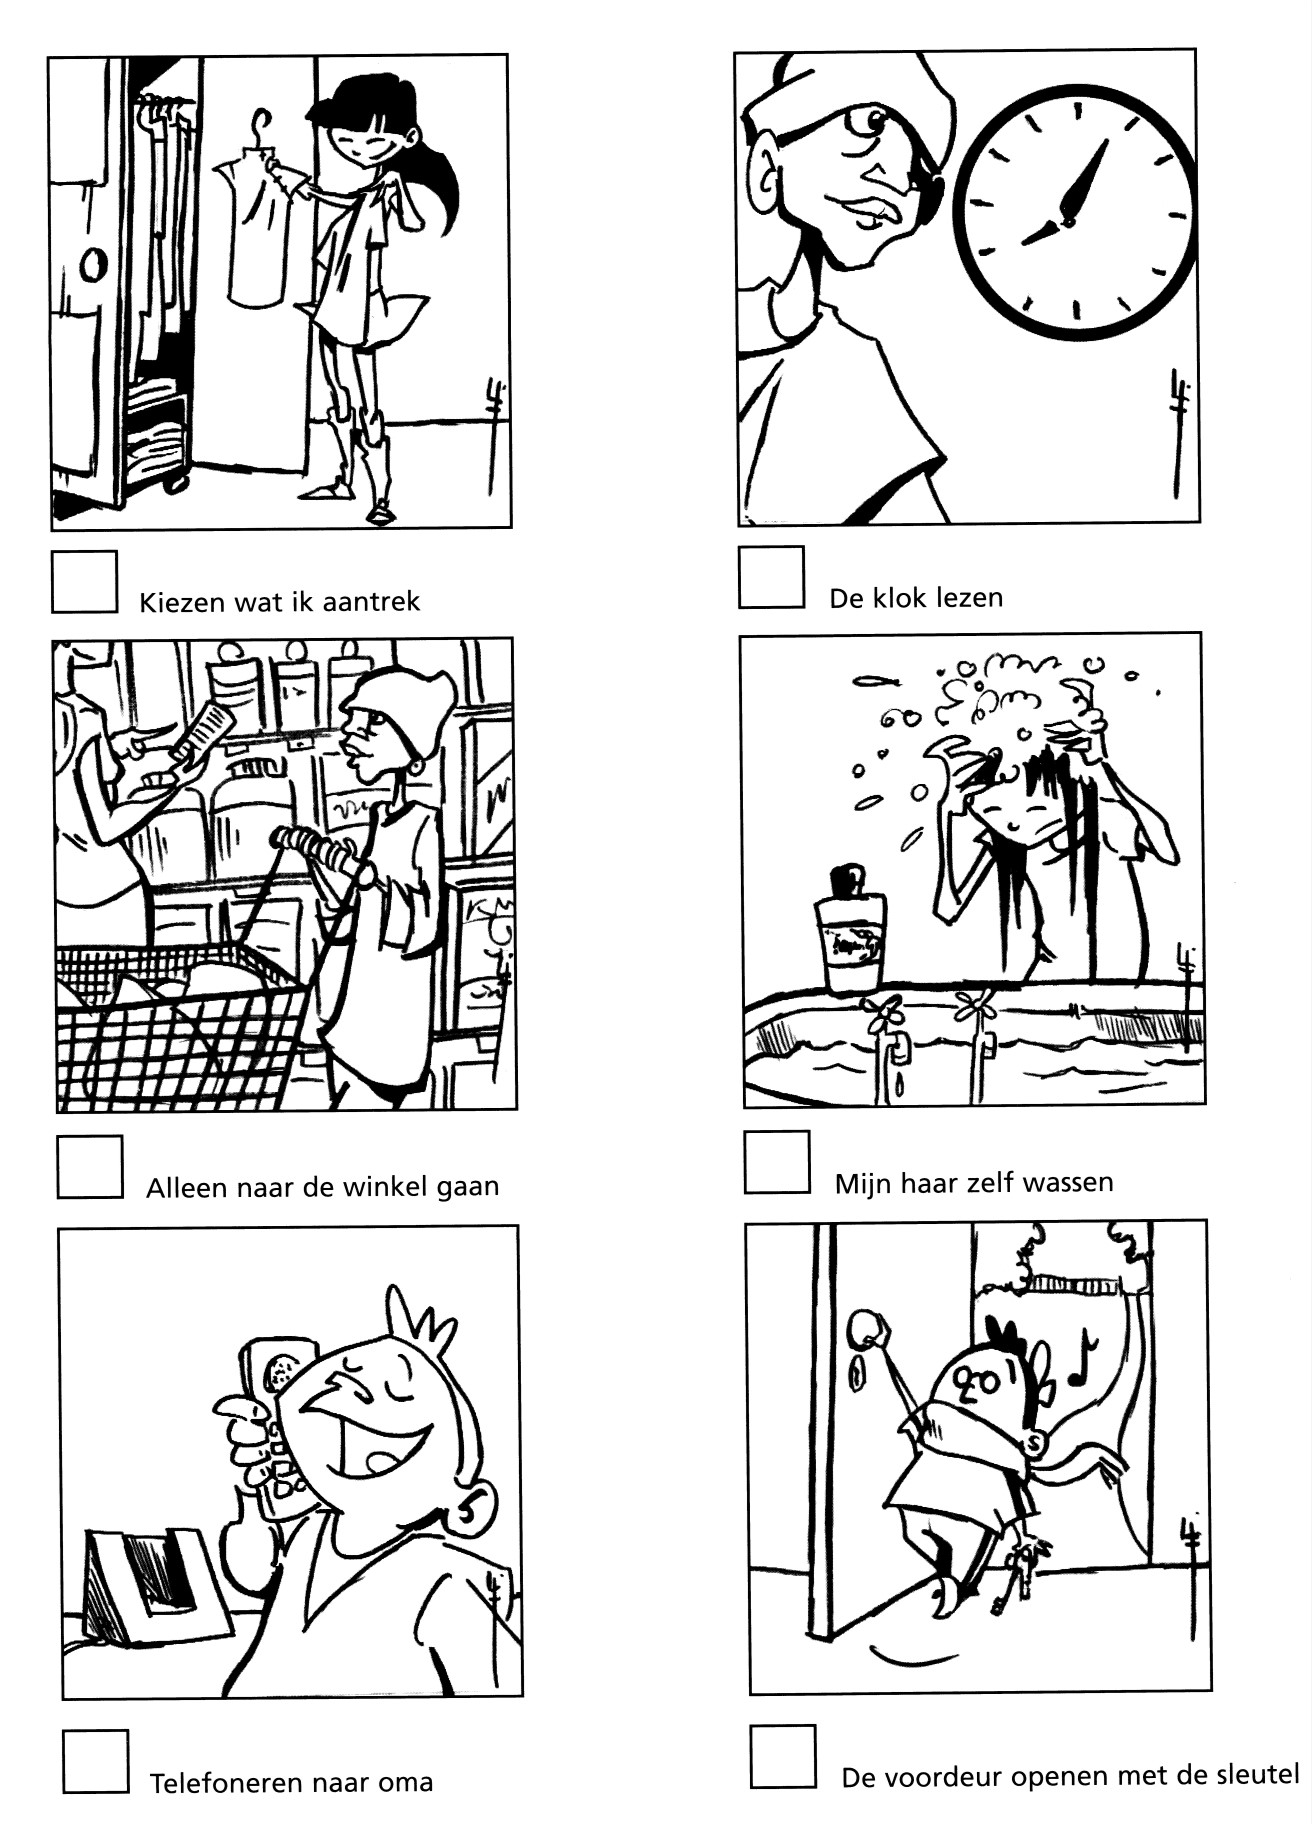 Kiezen wat ik aantrek
De klok lezen
Alleen naar de winkel gaan
Mijn haar zelf wassen
Telefoneren naar oma
De voordeur openen met de sleutel